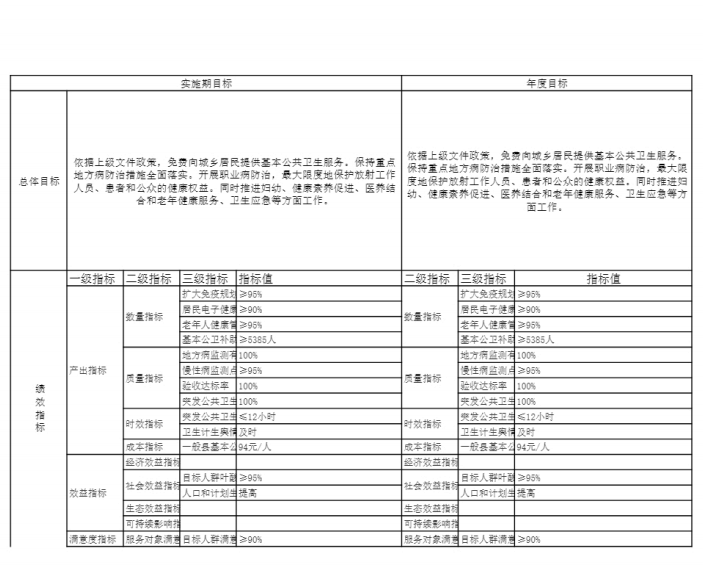 实施期目标 年度目标
总体目标
依据上级文件政策，免费向城乡居民提供基本公共卫生服务。保持重点
地方病防治措施全面落实。开展职业病防治，最大限度地保护放射工作
人员、患者和公众的健康权益。同时推进妇幼、健康素养促进、医养结
合和老年健康服务、卫生应急等方面工作。
依据上级文件政策，免费向城乡居民提供基本公共卫生服务。
保持重点地方病防治措施全面落实。开展职业病防治，最大限
度地保护放射工作人员、患者和公众的健康权益。同时推进妇
幼、健康素养促进、医养结合和老年健康服务、卫生应急等方
面工作。
绩
效
指
标
一级指标 二级指标 三级指标 指标值 二级指标 三级指标 指标值
产出指标
数量指标 数量指标
扩大免疫规划 ≥95% 扩大免疫规划 ≥95%
居民电子健康 ≥90% 居民电子健康 ≥90%
老年人健康管 ≥95% 老年人健康管 ≥95%
基本公卫补助 ≥5385人 基本公卫补助 ≥5385人
质量指标 质量指标
地方病监测有 100% 地方病监测有 100%
慢性病监测点 ≥95% 慢性病监测点 ≥95%
验收达标率 100% 验收达标率 100%
突发公共卫生 100% 突发公共卫生 100%
时效指标 时效指标
突发公共卫生 ≤12小时 突发公共卫生 ≤12小时
卫生计生舆情 及时 卫生计生舆情 及时
成本指标 一般县基本公 94元/人 成本指标 一般县基本公 94元/人
效益指标
经济效益指标 经济效益指标
社会效益指标 社会效益指标
目标人群叶酸 ≥95% 目标人群叶酸 ≥95%
人口和计划生 提高 人口和计划生 提高
生态效益指标 生态效益指标
可持续影响指 可持续影响指
满意度指标 服务对象满意 目标人群满意 ≥90% 服务对象满意 目标人群满意 ≥90%